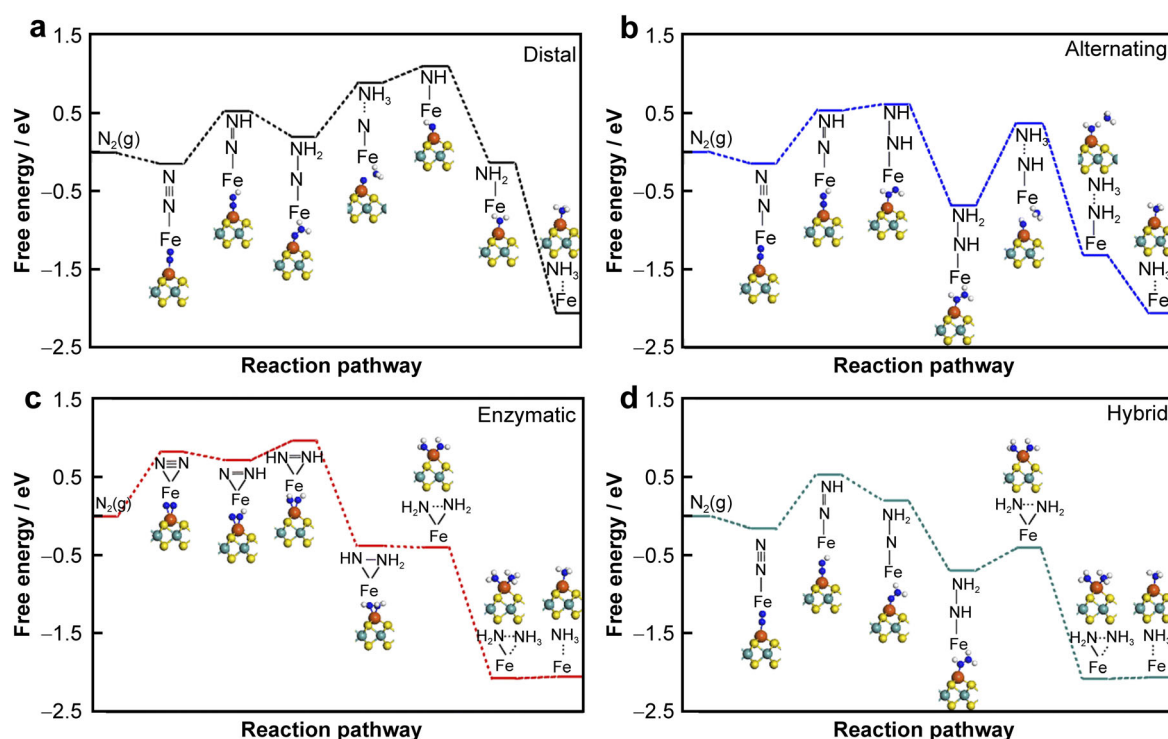 a
Distal
Free energy / eV
1.5
0.5
−0.5
−1.5
−2.5
N2(g)
N
N
Fe
NH
N
Fe
NH2
N
Fe
NH3
N
Fe
NH
Fe
NH2
Fe
NH3
Fe
Reaction pathway
b
Alternating
Free energy / eV
1.5
0.5
−0.5
−1.5
−2.5
N2(g)
N
N
Fe
NH
N
Fe
NH
NH
Fe
NH2
NH
Fe
NH3
NH
Fe
NH3
NH2
Fe
NH3
Fe
Reaction pathway
c
Enzymatic
Free energy / eV
1.5
0.5
−0.5
−1.5
−2.5
N2(g)
N≡N
Fe
N=NH
Fe
HN=NH
Fe
HN—NH2
Fe
H2N···NH2
Fe
H2N···NH3
Fe
NH3
Fe
Reaction pathway
d
Hybrid
Free energy / eV
1.5
0.5
−0.5
−1.5
−2.5
N2(g)
N
N
Fe
NH
N
Fe
NH2
N
Fe
NH2
NH
Fe
H2N···NH2
Fe
H2N···NH3
Fe
NH3
Fe
Reaction pathway